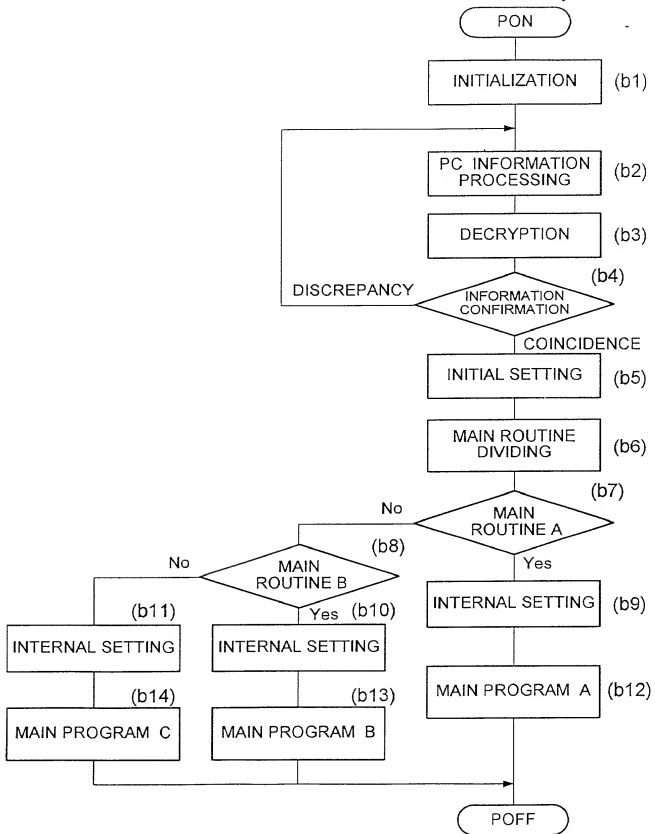 PON
INITIALIZATION (b1)
PC INFORMATION
PROCESSING
(b2)
DECRYPTION (b3)
(b4)
DISCREPANCY
INFORMATION
CONFIRMATION
COINCIDENCE
INITIAL SETTING (b5)
MAIN ROUTINE
DIVIDING
(b6)
(b7)
No
MAIN
ROUTINE A
(b8)
No
MAIN
ROUTINE B
Yes
Yes
(b11)
(b10)
INTERNAL SETTING (b9)
INTERNAL SETTING
INTERNAL SETTING
(b14)
(b13)
MAIN PROGRAM A (b12)
MAIN PROGRAM C
MAIN PROGRAM B
POFF